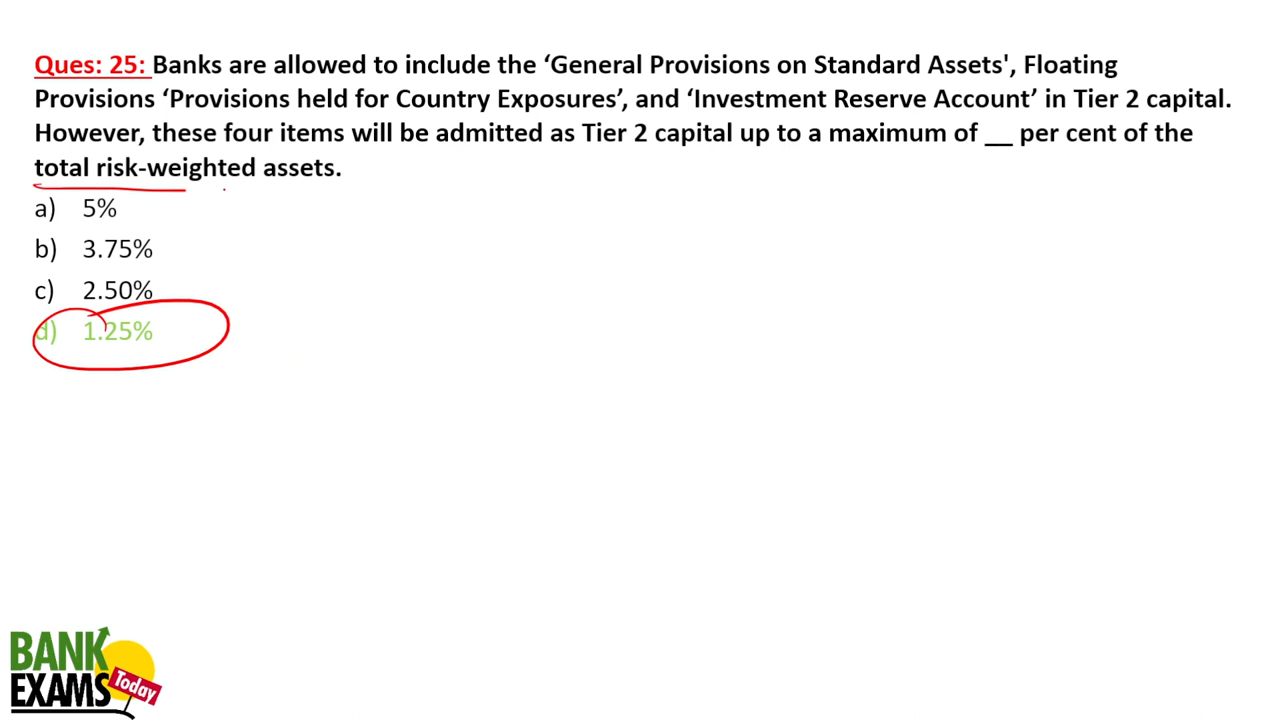 Ques: 25: Banks are allowed to include the ‘General Provisions on Standard Assets', Floating
Provisions ‘Provisions held for Country Exposures’, and ‘Investment Reserve Account’ in Tier 2 capital.
However, these four items will be admitted as Tier 2 capital up to a maximum of __ per cent of the
total risk-weighted assets.
a) 5%
b) 3.75%
c) 2.50%
d) 1.25%
BANK
EXAMS
Today